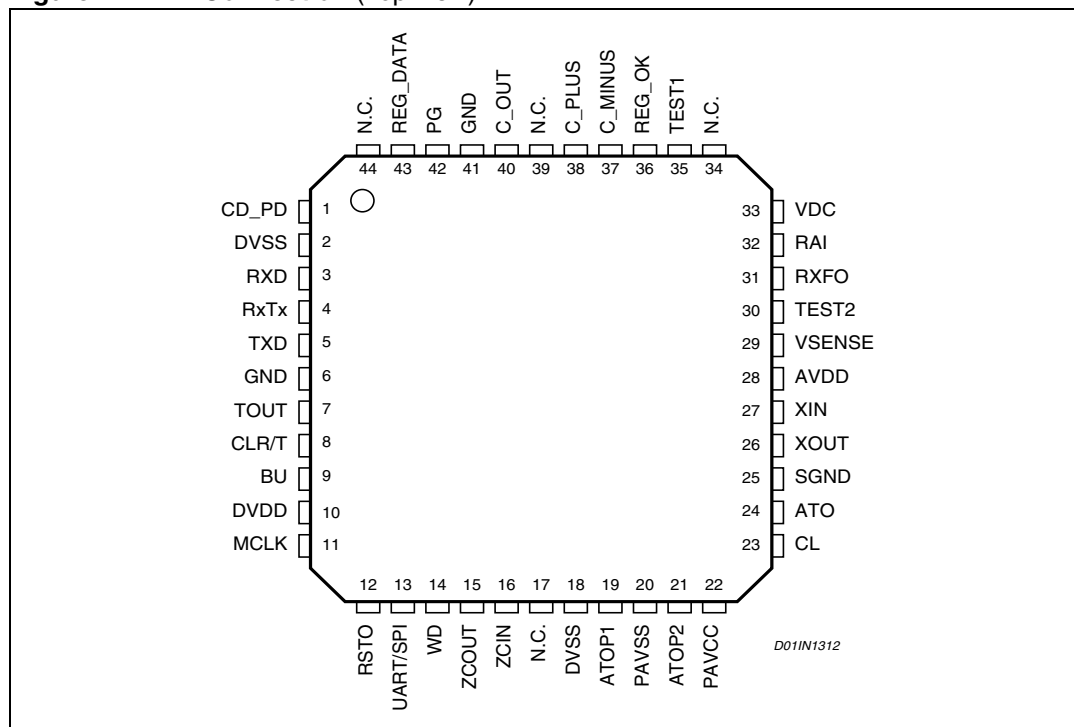 N.C.
REG_DATA
PG
GND
C_OUT
N.C.
C_PLUS
C_MINUS
REG_OK
TEST1
N.C.
44 43 42 41 40 39 38 37 36 35 34
CD_PD 1 33 VDC
DVSS 2 32 RAI
RXD 3 31 RXFO
RxTx 4 30 TEST2
TXD 5 29 VSENSE
GND 6 28 AVDD
TOUT 7 27 XIN
CLR/T 8 26 XOUT
BU 9 25 SGND
DVDD 10 24 ATO
MCLK 11 23 CL
12 13 14 15 16 17 18 19 20 21 22
RSTO
UART/SPI
WD
ZCOUT
ZCIN
N.C.
DVSS
ATOP1
PAVSS
ATOP2
PAVCC
D01IN1312